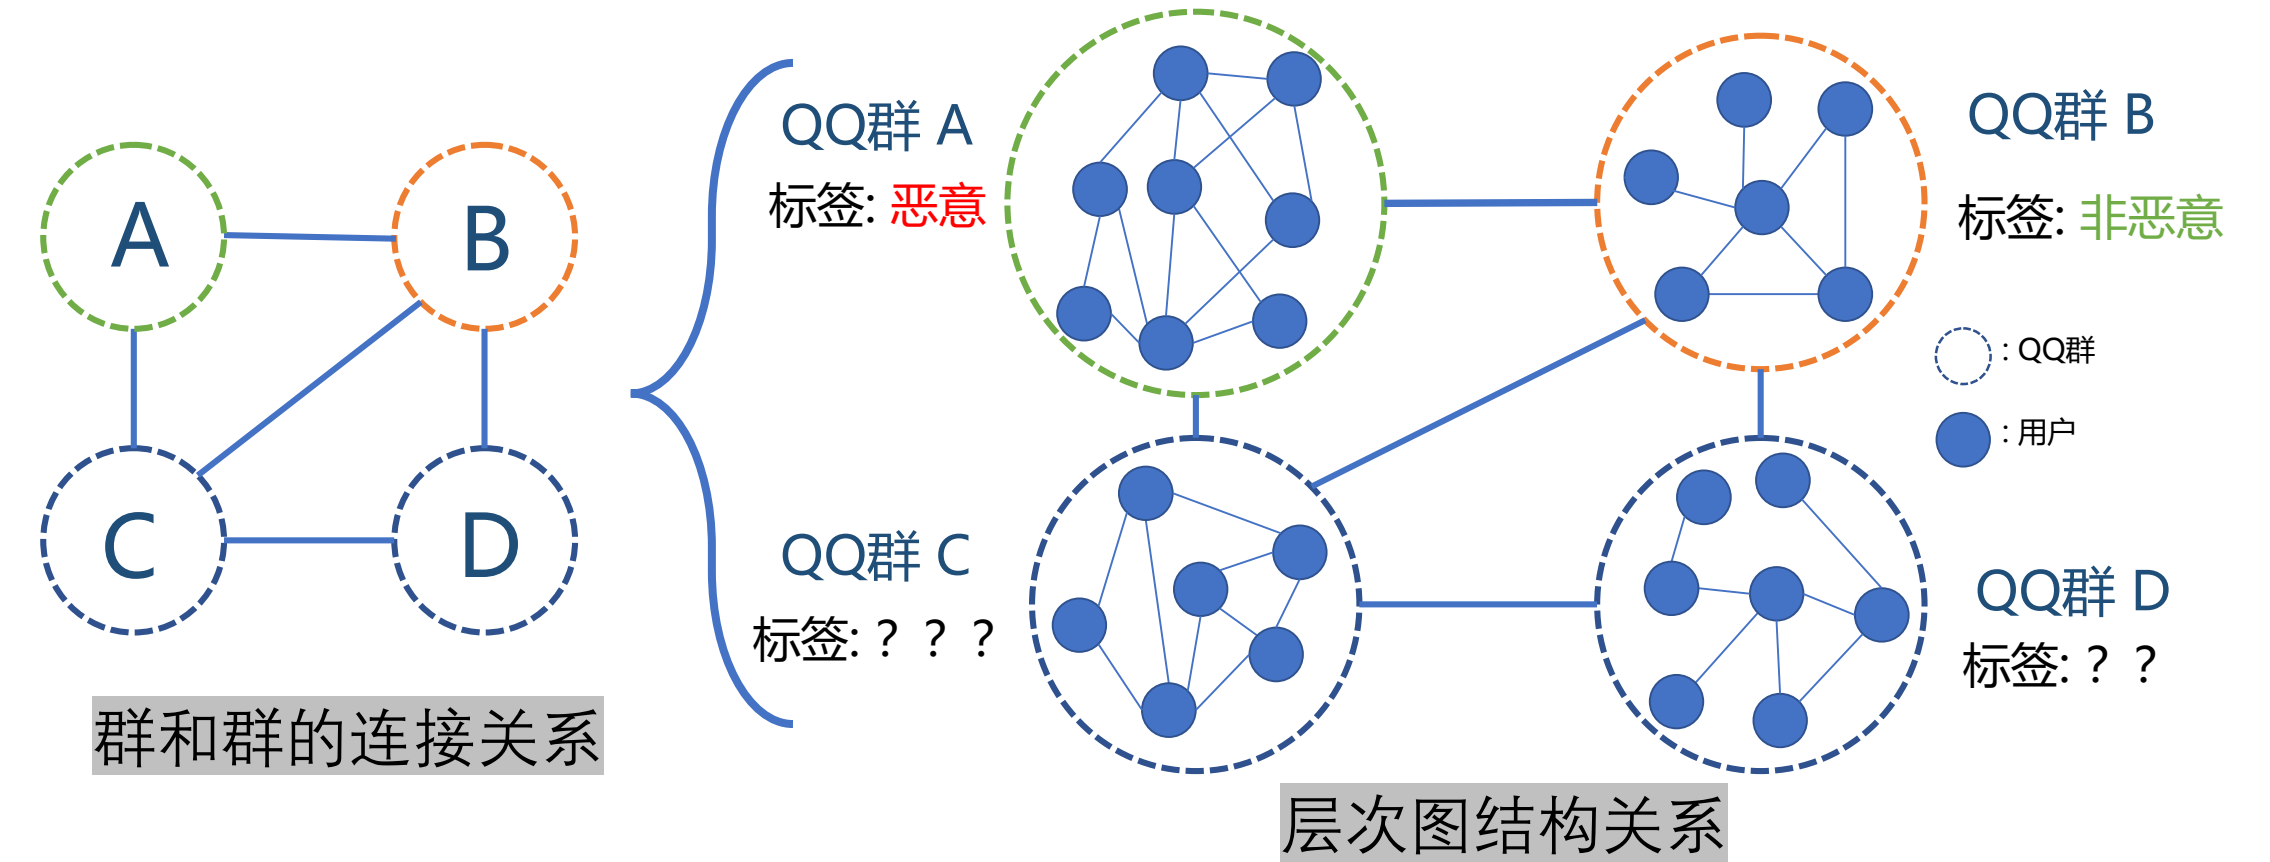 A
B
C
D
群和群的连接关系
QQ群 A
标签: 恶意
QQ群 B
标签: 非恶意
: QQ群
: 用户
QQ群 C
标签: ？？？
QQ群 D
标签: ？？
层次图结构关系